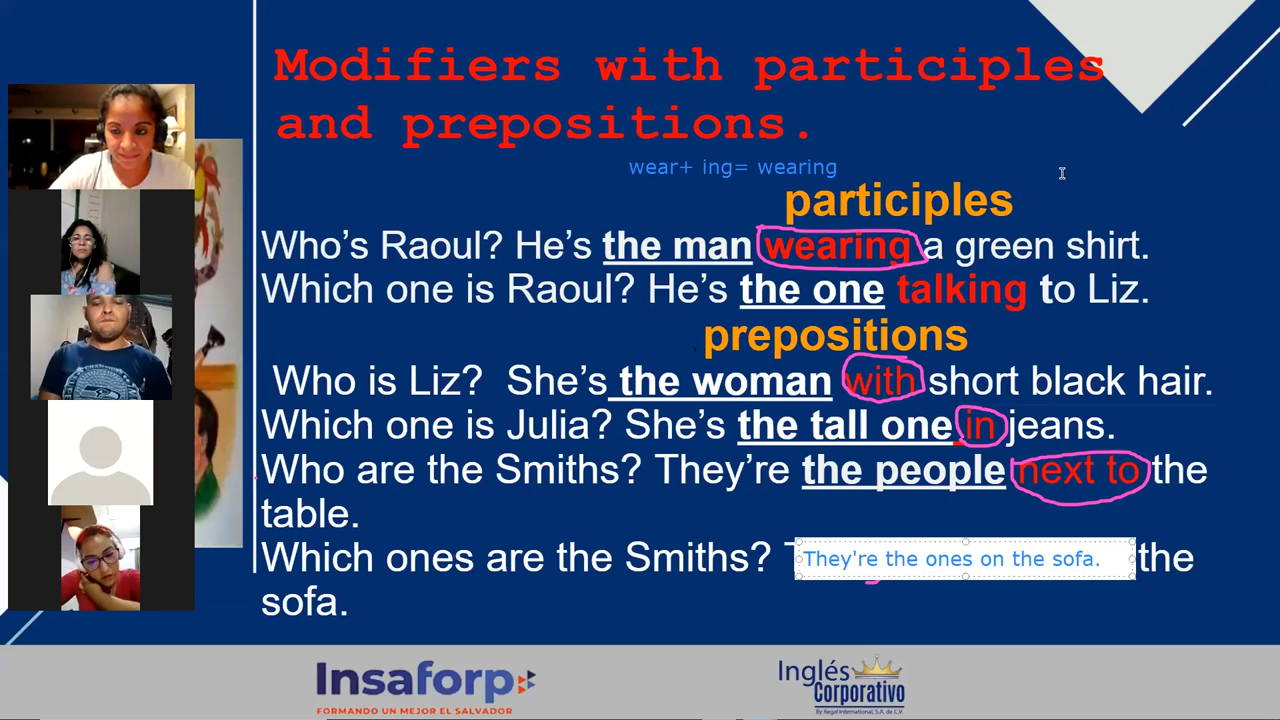 Modifiers with participles
and prepositions.
wear+ ing= wearing
participles
Who’s Raoul? He’s the man wearing a green shirt.
Which one is Raoul? He’s the one talking to Liz.
prepositions
Who is Liz? She’s the woman with short black hair.
Which one is Julia? She’s the tall one in jeans.
Who are the Smiths? They’re the people next to the
table.
Which ones are the Smiths? They're the ones on the sofa. the
sofa.
Insaforp
FORMANDO UN MEJOR EL SALVADOR
Inglés
Corporativo
By Regal International, S.A. de C.V.